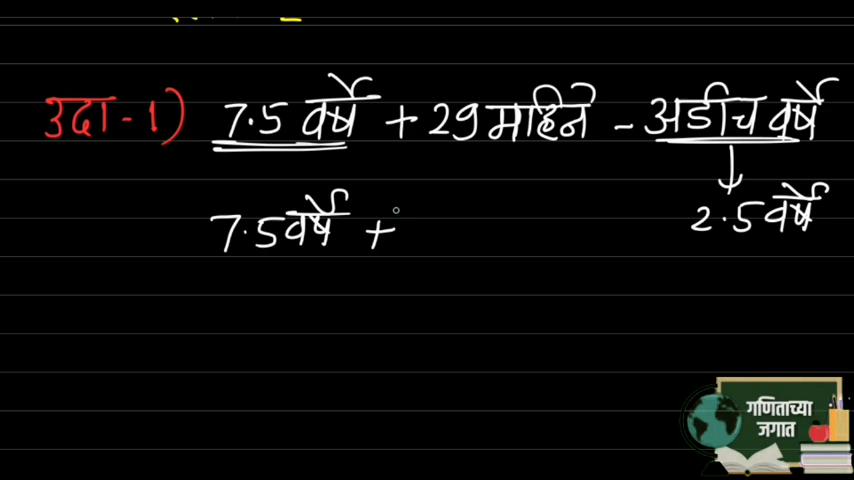 उदा-1) 7.5 वर्षे + 29 महिने - अडीच वर्षे
7.5 वर्षे + 2.5 वर्षे
गणिताच्या
जगात